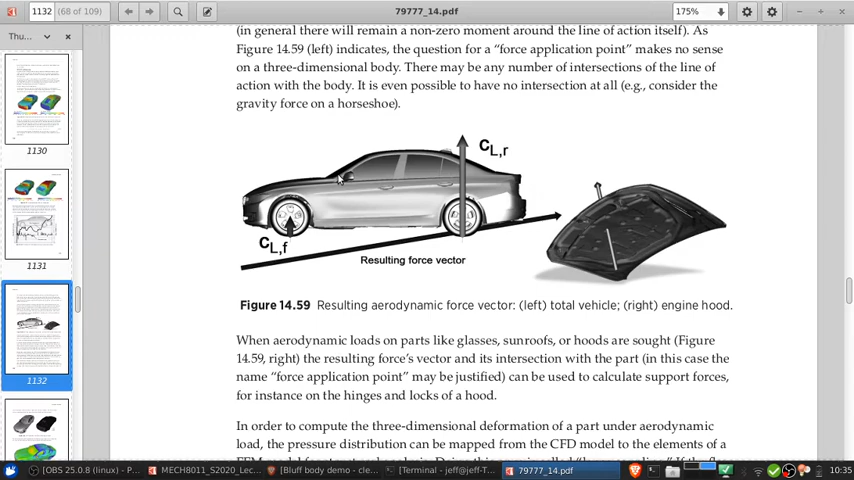 1132 (68 of 109)
79777_14.pdf
175%
Thu...
1130
1131
1132
(in general there will remain a non-zero moment around the line of action itself). As
Figure 14.59 (left) indicates, the question for a “force application point” makes no sense
on a three-dimensional body. There may be any number of intersections of the line of
action with the body. It is even possible to have no intersection at all (e.g., consider the
gravity force on a horseshoe).
CL,r
CL,f
Resulting force vector
Figure 14.59 Resulting aerodynamic force vector: (left) total vehicle; (right) engine hood.
When aerodynamic loads on parts like glasses, sunroofs, or hoods are sought (Figure
14.59, right) the resulting force’s vector and its intersection with the part (in this case the
name “force application point” may be justified) can be used to calculate support forces,
for instance on the hinges and locks of a hood.
In order to compute the three-dimensional deformation of a part under aerodynamic
load, the pressure distribution can be mapped from the CFD model to the elements of a
[OBS 25.0.8 (linux) - P...
MECH8011_S2020_Lec...
[Bluff body demo - cle...
[Terminal - jeff@jeff-T...
79777_14.pdf
10:35